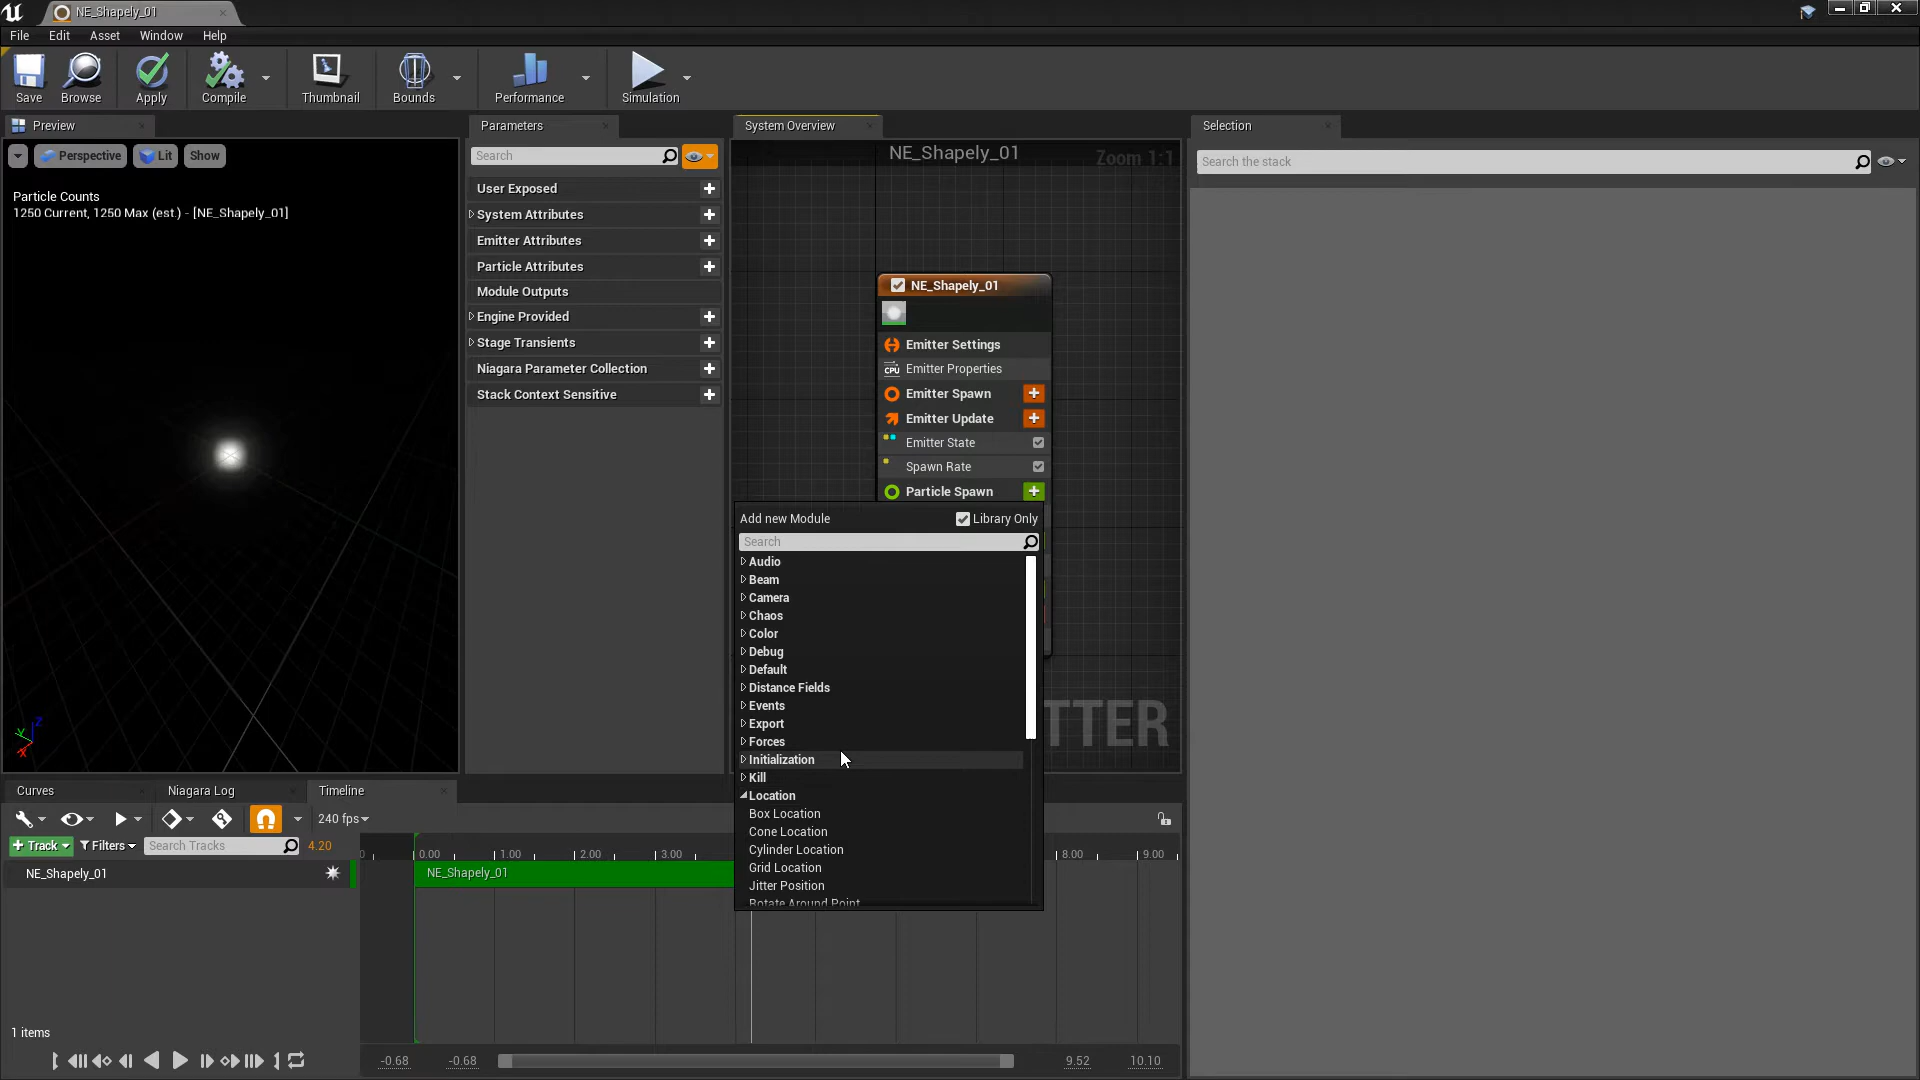 NE_Shapely_01
File Edit Asset Window Help
Save Browse Apply Compile Thumbnail Bounds Performance Simulation
Preview
Perspective Lit Show
Particle Counts
1250 Current, 1250 Max (est.) - [NE_Shapely_01]
Z
Y
X
Parameters
Search
User Exposed
System Attributes
Emitter Attributes
Particle Attributes
Module Outputs
Engine Provided
Stage Transients
Niagara Parameter Collection
Stack Context Sensitive
System Overview
NE_Shapely_01
Zoom 1:1
NE_Shapely_01
Emitter Settings
CPU Emitter Properties
Emitter Spawn
Emitter Update
Emitter State
Spawn Rate
Particle Spawn
TTER
Add new Module Library Only
Search
Audio
Beam
Camera
Chaos
Color
Debug
Default
Distance Fields
Events
Export
Forces
Initialization
Kill
Location
Box Location
Cone Location
Cylinder Location
Grid Location
Jitter Position
Rotate Around Point
Selection
Search the stack
Curves Niagara Log Timeline
240 fps
Track Filters Search Tracks 4.20
0 0.00 1.00 2.00 3.00 8.00 9.00
NE_Shapely_01
NE_Shapely_01
1 items
-0.68 -0.68 9.52 10.10